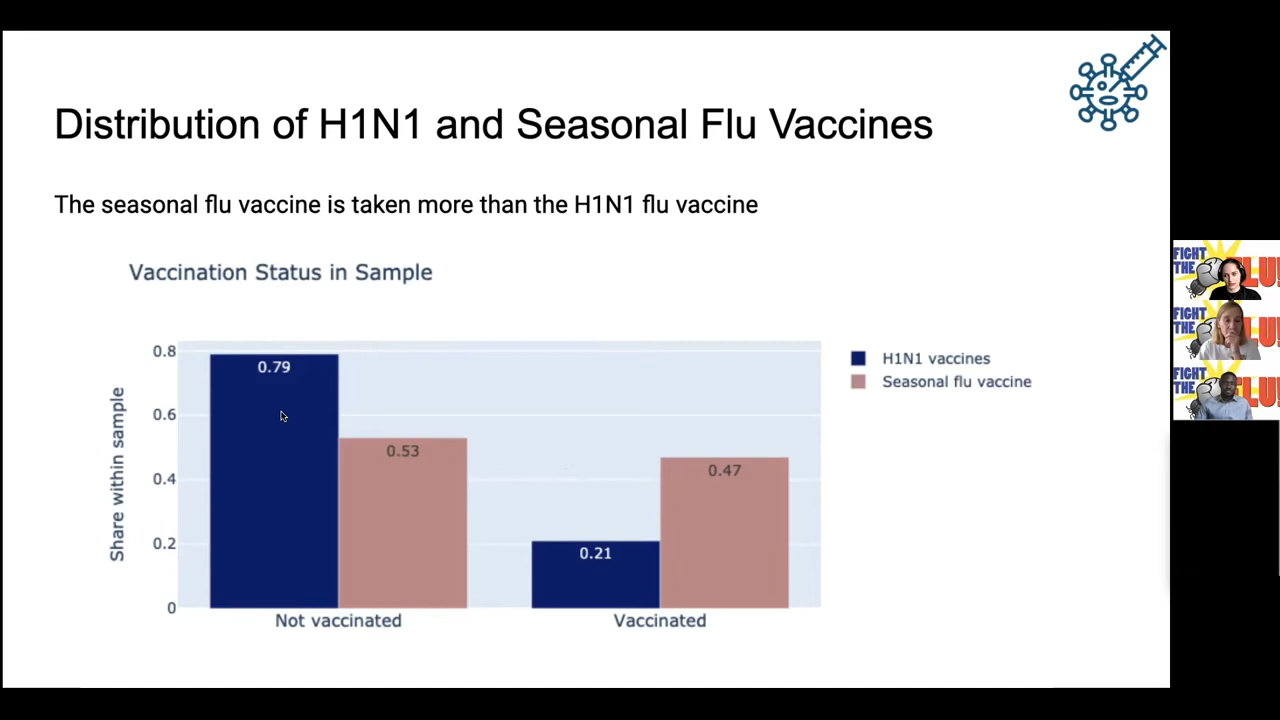 Distribution of H1N1 and Seasonal Flu Vaccines
The seasonal flu vaccine is taken more than the H1N1 flu vaccine
Vaccination Status in Sample
Share within sample
0.8
0.6
0.4
0.2
0
0.79
0.53
0.21
0.47
Not vaccinated
Vaccinated
H1N1 vaccines
Seasonal flu vaccine
FIGHT
THE
LU!
FIGHT
THE
LU
FIGHT
THE
LU